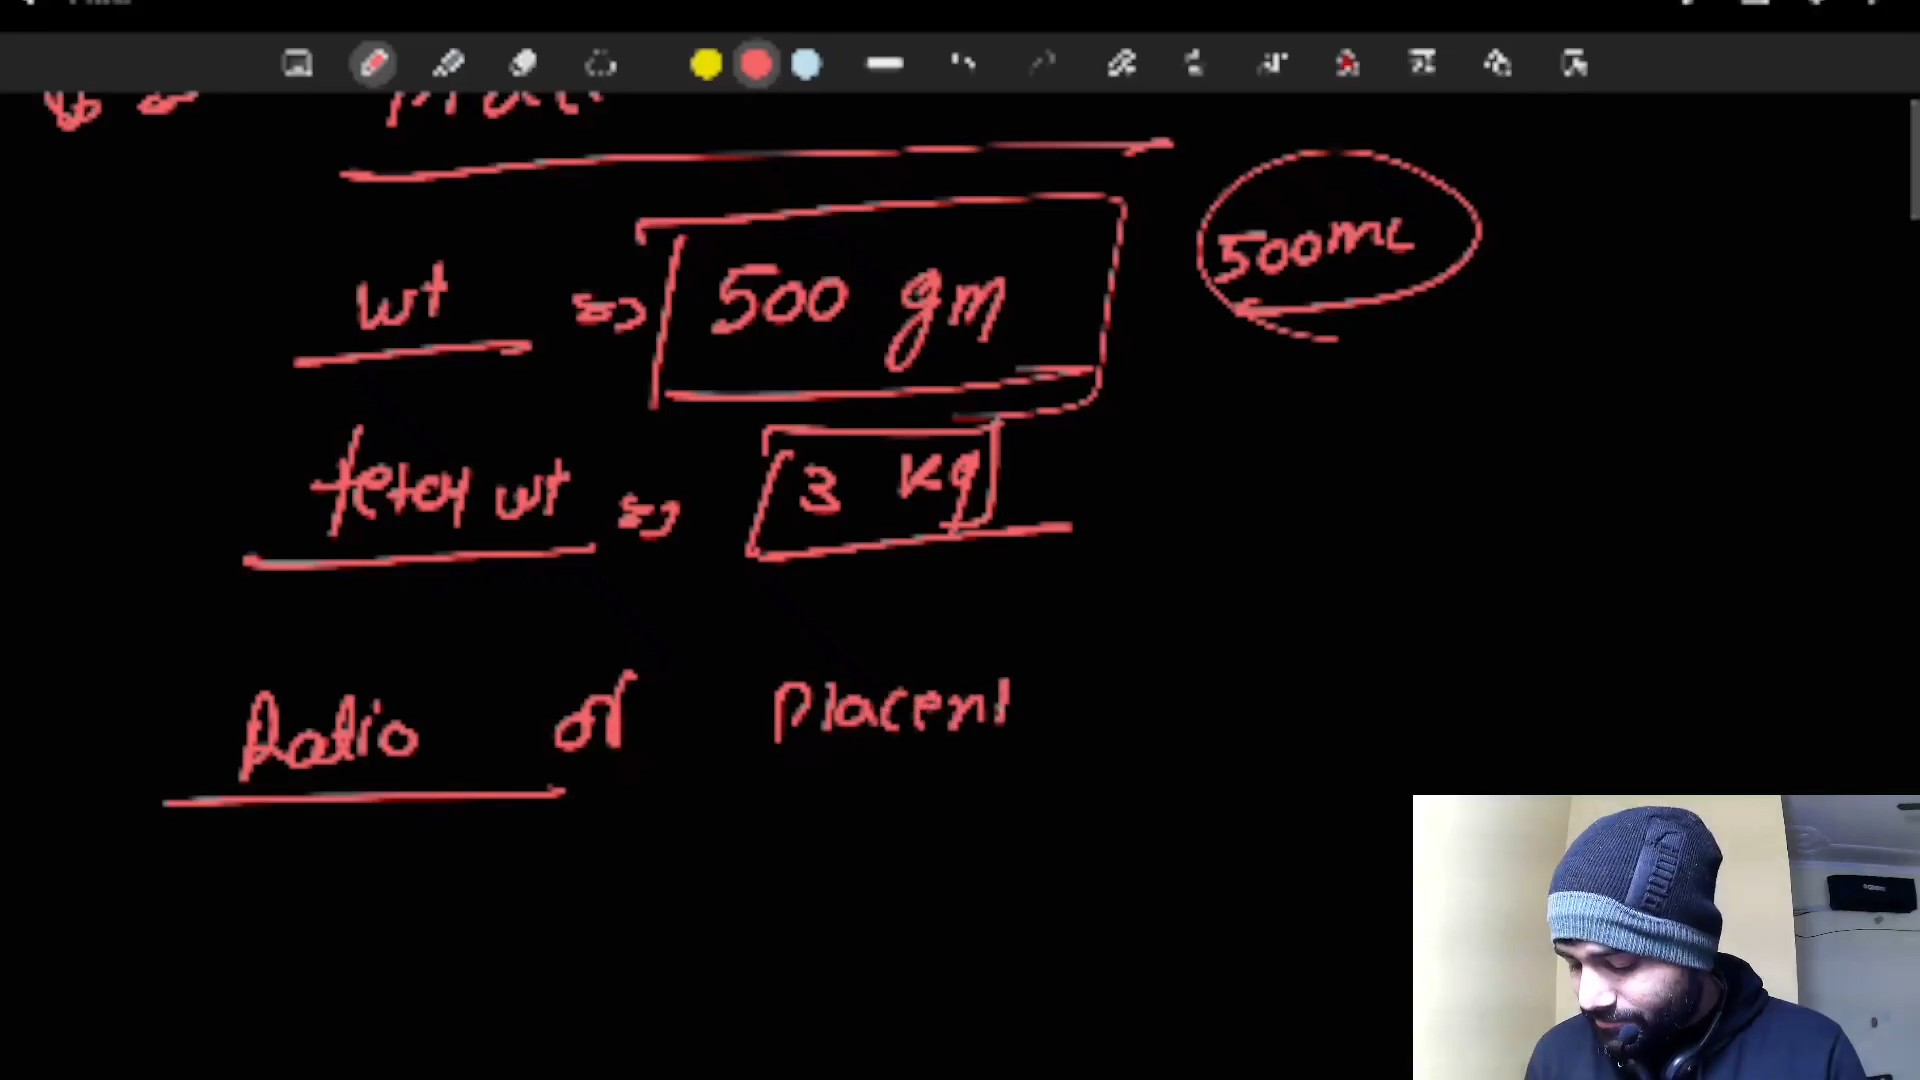 wt ⇒ 500 gm 500mL
fetal wt ⇒ 3 kg
Ratio of Placent